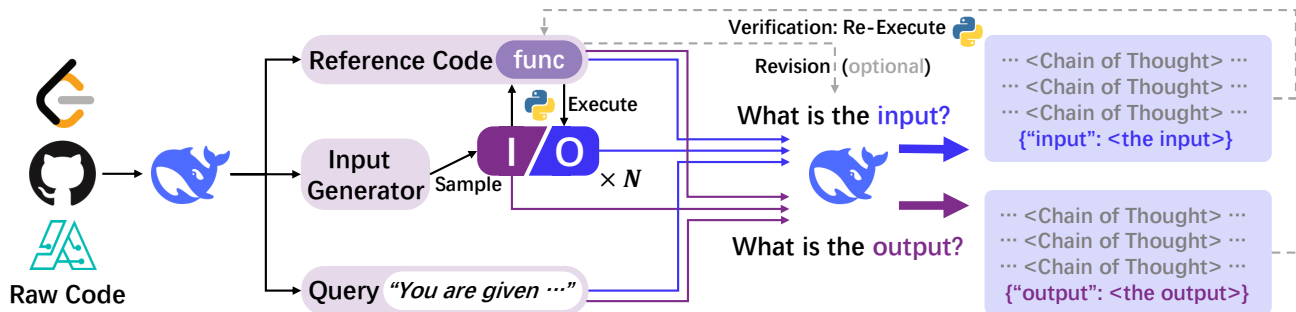 Verification: Re-Execute
Reference Code func
Revision (optional)
Execute
What is the input?
··· <Chain of Thought> ···
··· <Chain of Thought> ···
··· <Chain of Thought> ···
{“input”: <the input>}
Input
Generator
Sample
I/O
× N
Raw Code
Query “You are given ···”
What is the output?
··· <Chain of Thought> ···
··· <Chain of Thought> ···
··· <Chain of Thought> ···
{“output”: <the output>}